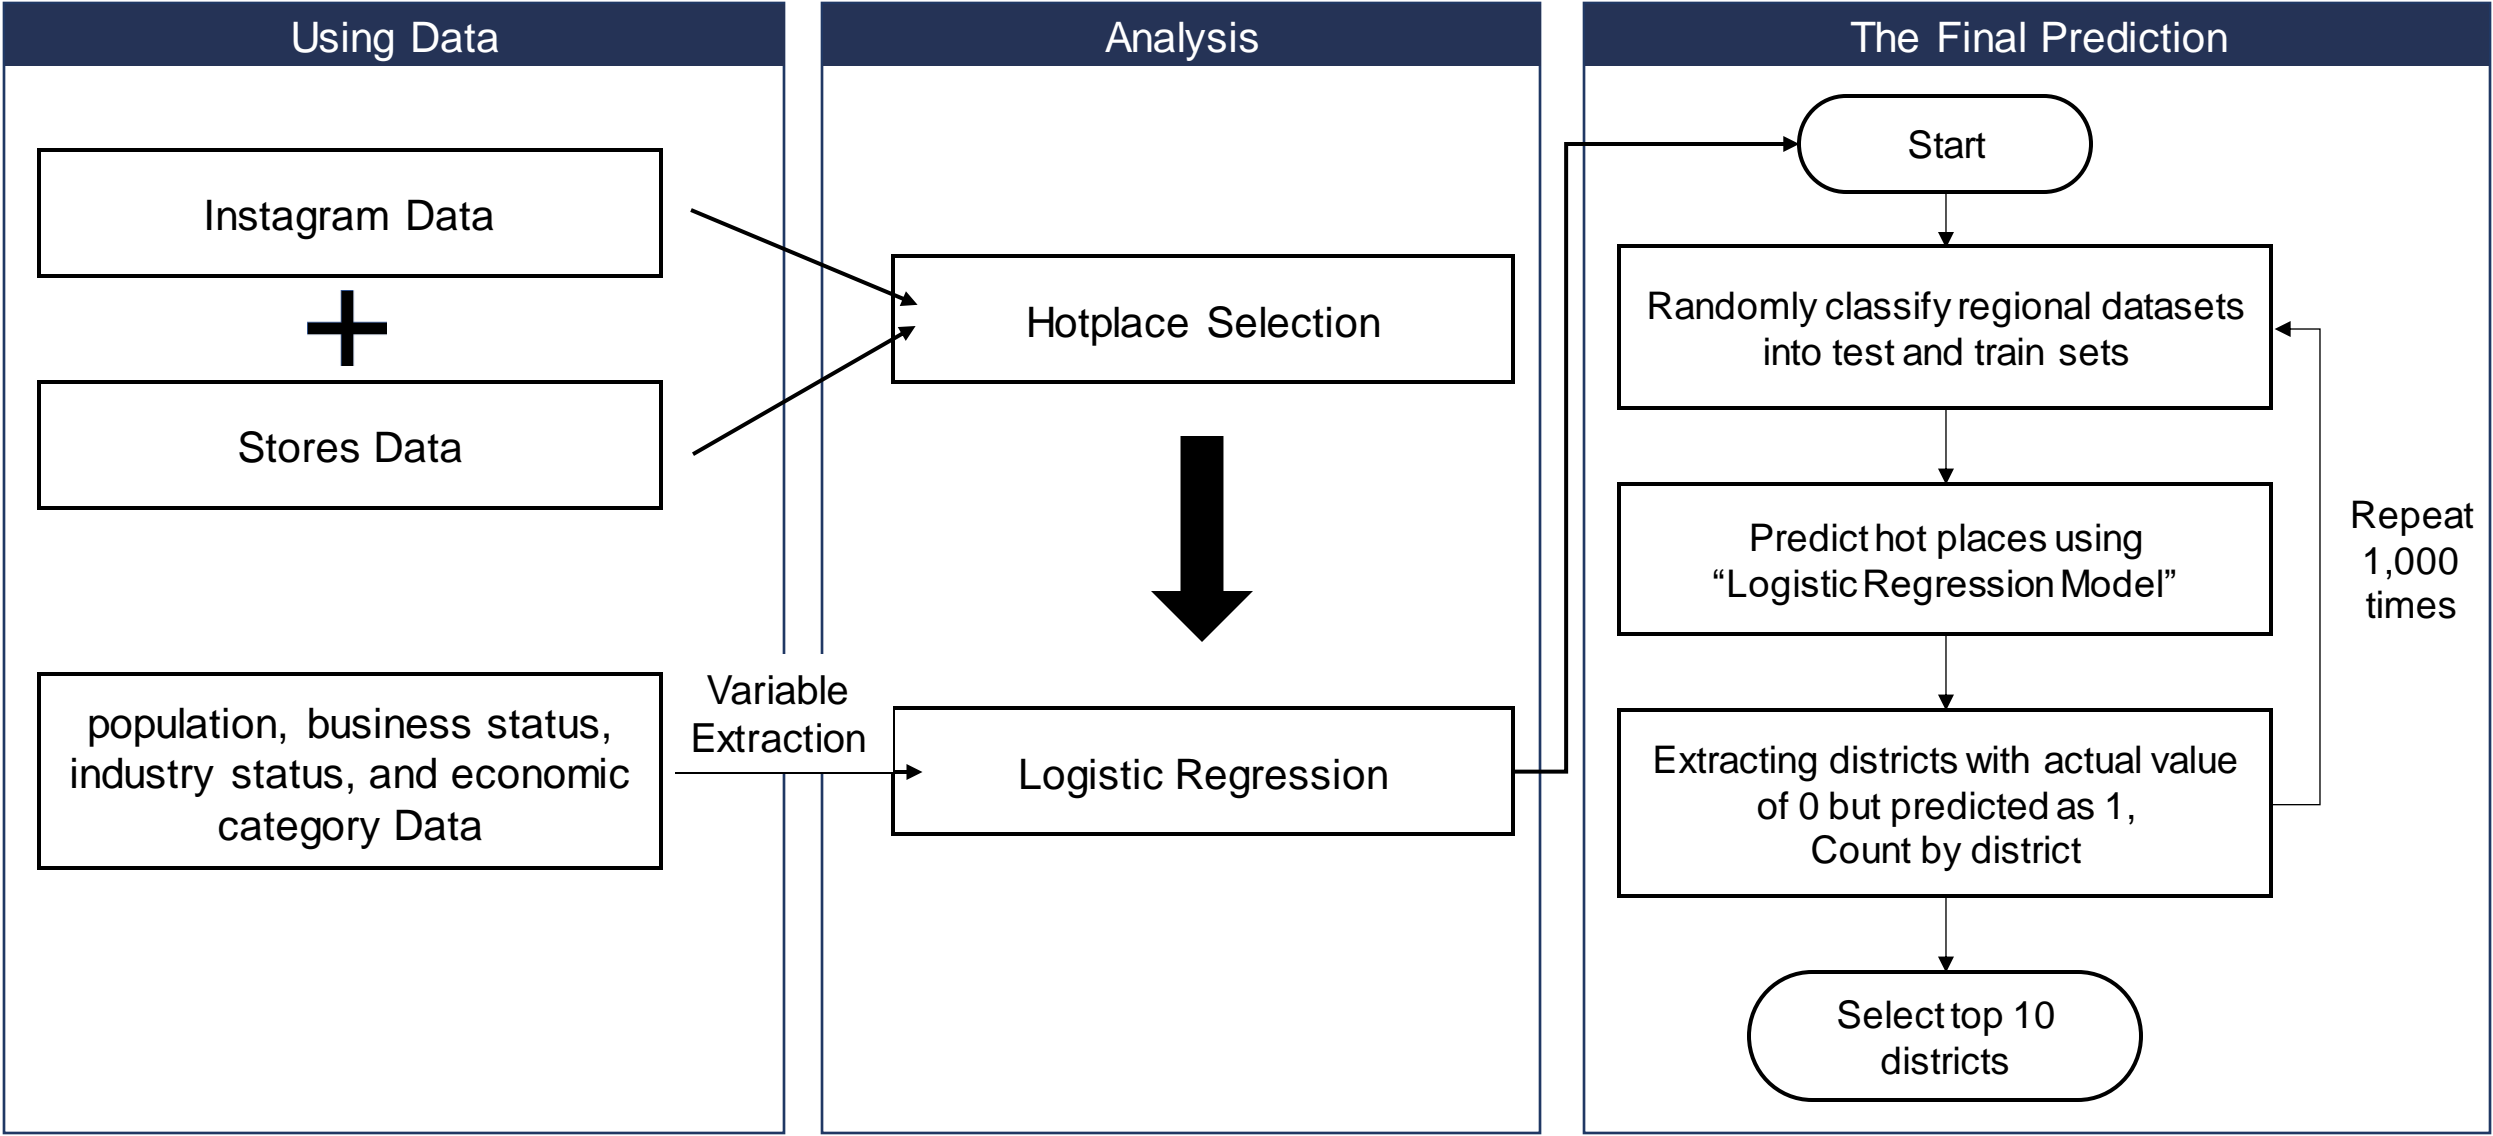 Using Data
Instagram Data
Stores Data
population, business status,
industry status, and economic
category Data
Variable
Extraction
Analysis
Hotplace Selection
Logistic Regression
The Final Prediction
Start
Randomly classify regional datasets
into test and train sets
Predict hot places using
“Logistic Regression Model”
Extracting districts with actual value
of 0 but predicted as 1,
Count by district
Repeat
1,000
times
Select top 10
districts